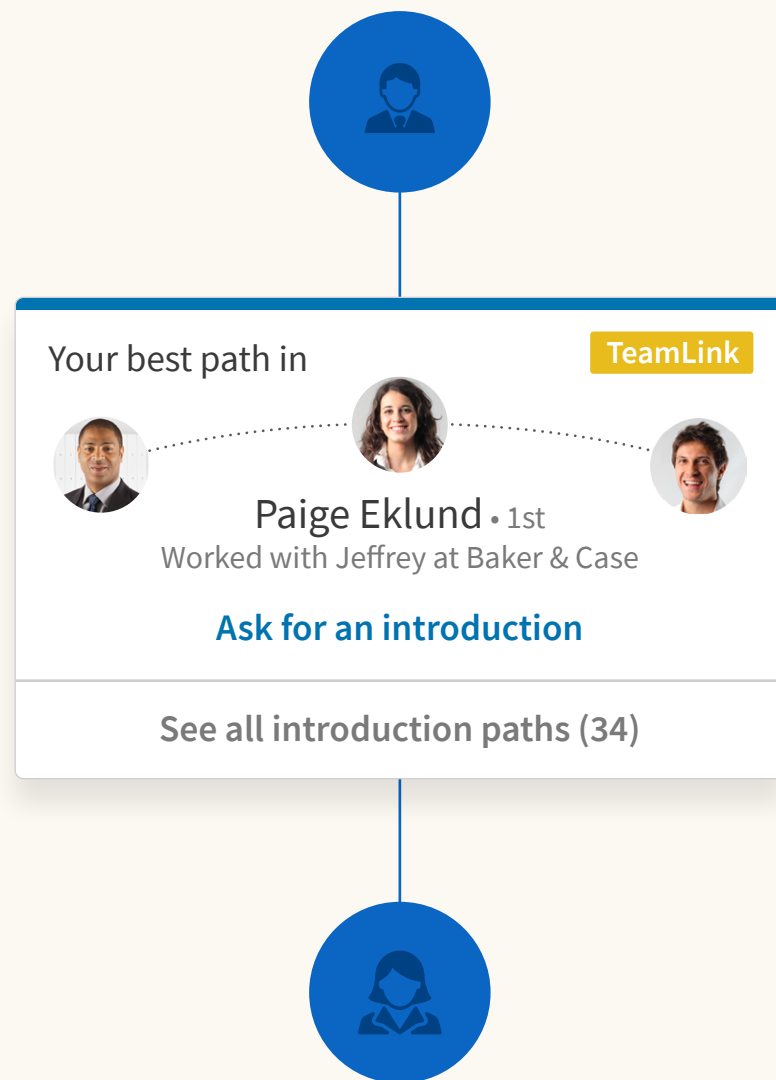 Your best path in
TeamLink
Paige Eklund • 1st
Worked with Jeffrey at Baker & Case
Ask for an introduction
See all introduction paths (34)